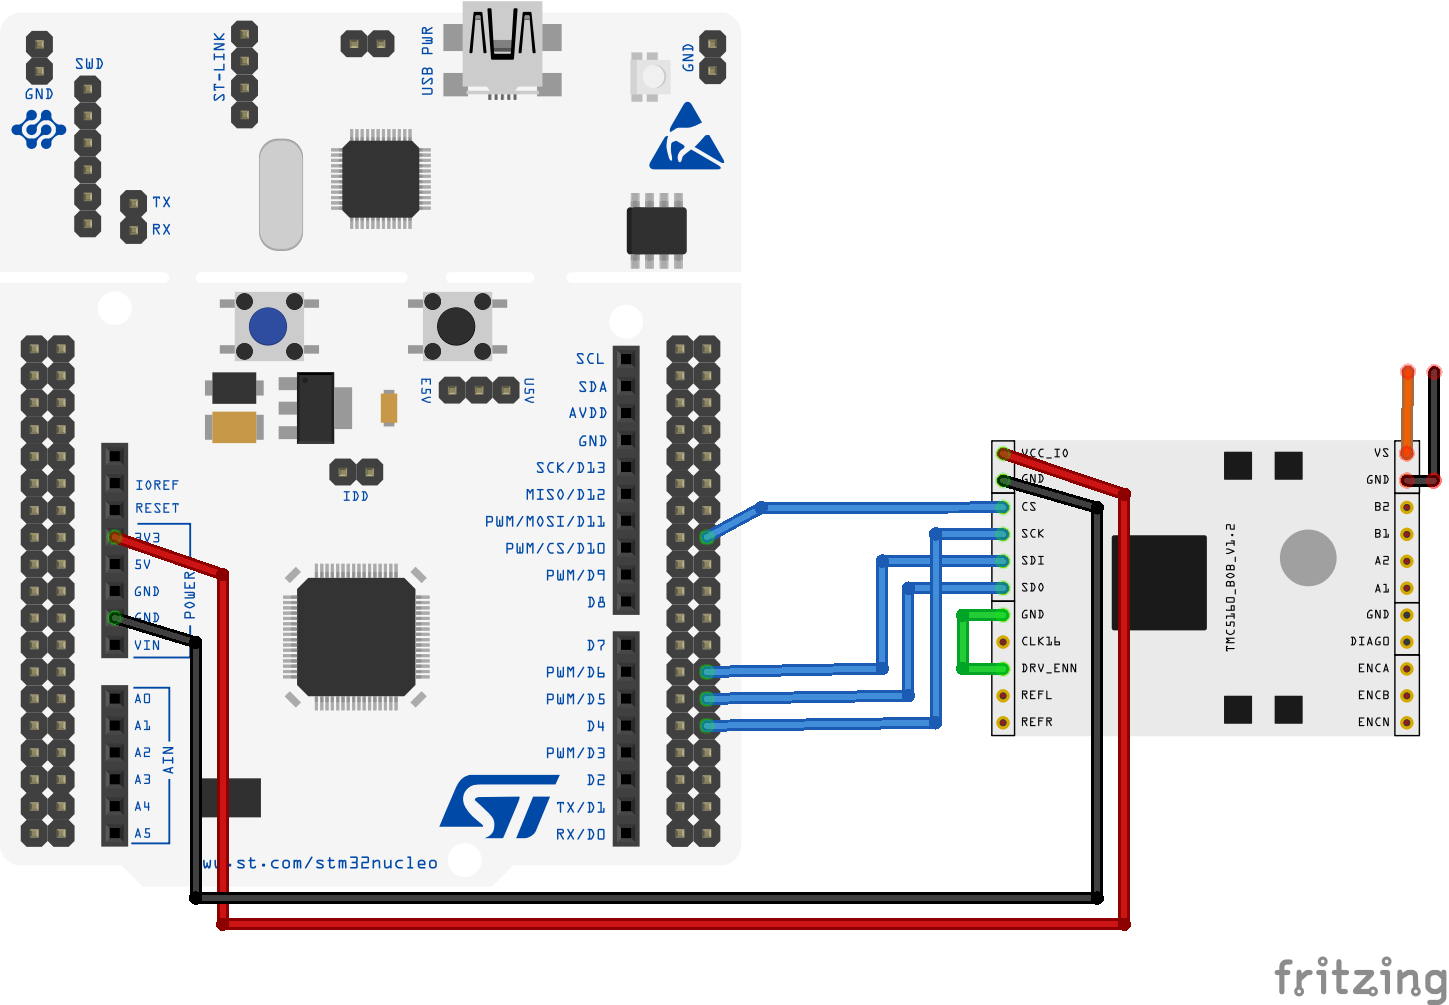 SWD
GND
ST-LINK
USB PWR
GND
TX
RX
E5V
U5V
IDD
SCL
SDA
AVDD
GND
SCK/D13
MISO/D12
PWM/MOSI/D11
PWM/CS/D10
PWM/D9
D8
D7
PWM/D6
PWM/D5
D4
PWM/D3
D2
TX/D1
RX/D0
IOREF
RESET
3V3
5V
GND
GND
VIN
POWER
A0
A1
A2
A3
A4
A5
AIN
ST
ww.st.com/stm32nucleo
VCC_IO
GND
CS
SCK
SDI
SDO
GND
CLK16
DRV_ENN
REFL
REFR
TMC5160_BOB_V1.2
VS
GND
B2
B1
A2
A1
GND
DIAG0
ENCA
ENCB
ENCN
fritzing